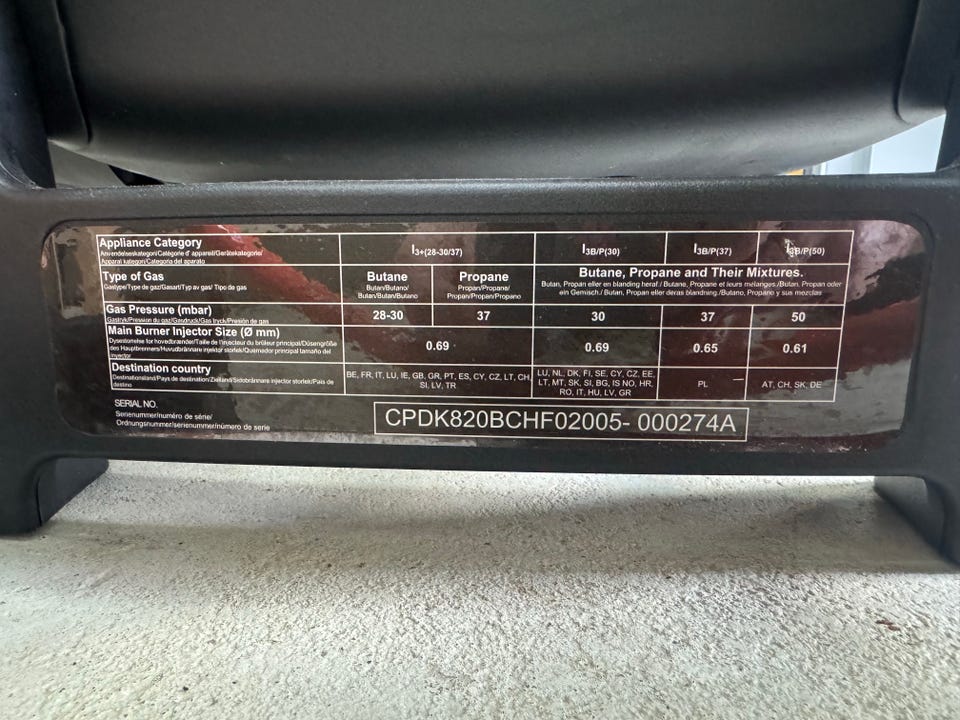 Appliance Category
Anvendelseskategori/Catégorie d' appareil/Gerätekategorie/
Apparat kategori/Categoría del aparato
I3+(28-30/37)
I3B/P(30)
I3B/P(37)
I3B/P(50)
Type of Gas
Gastype/Type de gaz/Gasart/Typ av gas/ Tipo de gas
Butane
Butan/Butano/
Butan/Butan/Butano
Propane
Propan/Propane/
Propan/Propan/Propano
Butane, Propane and Their Mixtures.
Butan, Propan eller en blanding heraf / Butane, Propane et leurs mélanges./Butan, Propan oder
ein Gemisch./ Butan, Propan eller deras blandning./Butano, Propano y sus mezclas
Gas Pressure (mbar)
Gastryk/Pression du gaz/Gasdruck/Gas tryck/Presión de gas
28-30
37
30
37
50
Main Burner Injector Size (Ø mm)
Dysestørrelse for hovedbrænder/Taille de l'injecteur du brûleur principal/Düsengröße
des Hauptbrenners/Huvudbrännare injektor storlek/Quemador principal tamaño del
inyector
0.69
0.69
0.65
0.61
Destination country
Destinationsland/Pays de destination/Zielland/Sidobrännare injektor storlek/País de
destino
BE, FR, IT, LU, IE, GB, GR, PT, ES, CY, CZ, LT, CH,
SI, LV, TR
LU, NL, DK, FI, SE, CY, CZ, EE,
LT, MT, SK, SI, BG, IS NO, HR,
RO, IT, HU, LV, GR
PL
AT, CH, SK, DE
SERIAL NO.
Serienummer/numéro de série/
Ordnungsnummer/serienummer/número de serie
CPDK820BCHF02005- 000274A